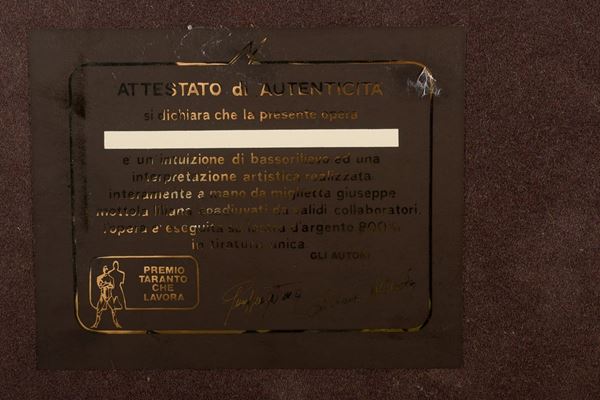 ATTESTATO di AUTENTICITA'
si dichiara che la presente opera
e un'intuizione di bassorilievo ed una
interpretazione artistica realizzata
interamente a mano da miglietta giuseppe
mottola liliana coadiuvati da validi collaboratori.
l'opera e' eseguita su lastra d'argento 800‰
in tiratura unica
GLI AUTORI
PREMIO
TARANTO
CHE
LAVORA